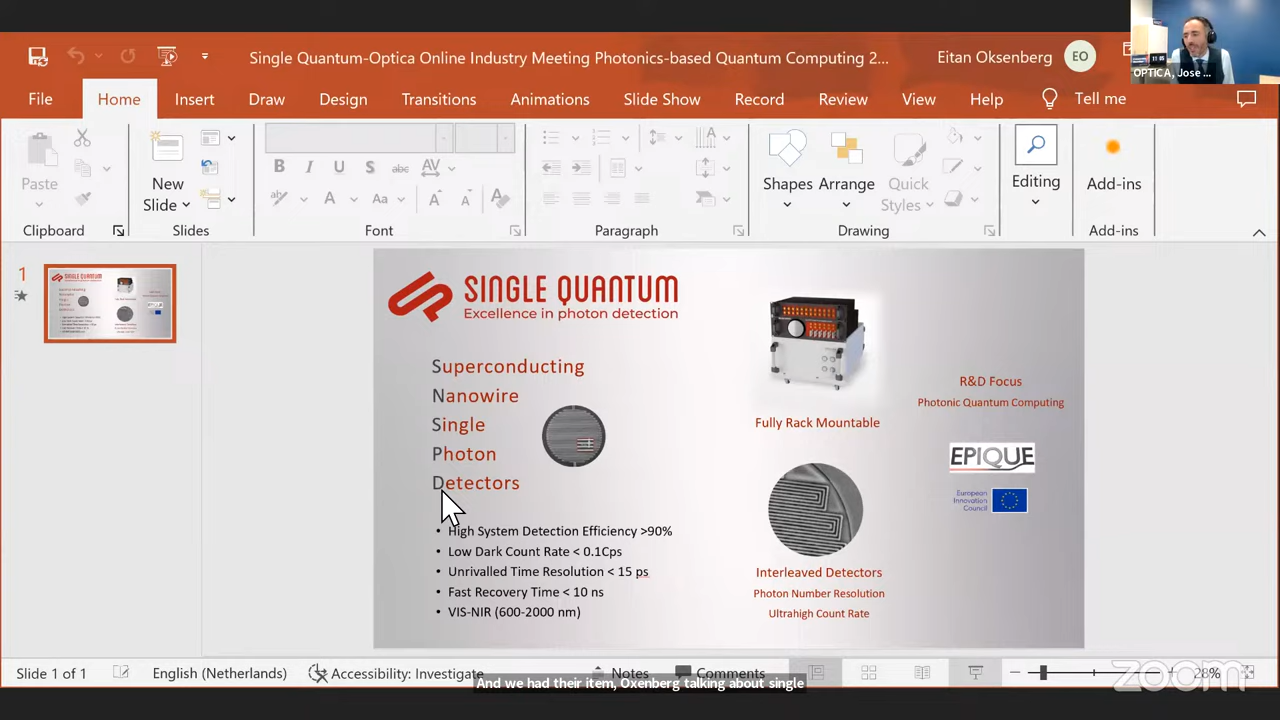 Single Quantum-Optica Online Industry Meeting Photonics-based Quantum Computing 2...
Eitan Oksenberg
EO
OPTICA, Jose ...
File
Home
Insert
Draw
Design
Transitions
Animations
Slide Show
Record
Review
View
Help
Tell me
Paste
New
Slide
Shapes
Arrange
Quick
Styles
Editing
Add-ins
Clipboard
Slides
Font
Paragraph
Drawing
Add-ins
1
SINGLE QUANTUM
Excellence in photon detection
Superconducting
Nanowire
Single
Photon
Detectors
• High System Detection Efficiency >90%
• Low Dark Count Rate < 0.1Cps
• Unrivalled Time Resolution < 15 ps
• Fast Recovery Time < 10 ns
• VIS-NIR (600-2000 nm)
Fully Rack Mountable
Interleaved Detectors
Photon Number Resolution
Ultrahigh Count Rate
R&D Focus
Photonic Quantum Computing
EPIQUE
European
Innovation
Council
Slide 1 of 1
English (Netherlands)
Accessibility: Investigate
Notes
Comments
28%
And we had their item, Oxenberg talking about single
zoom